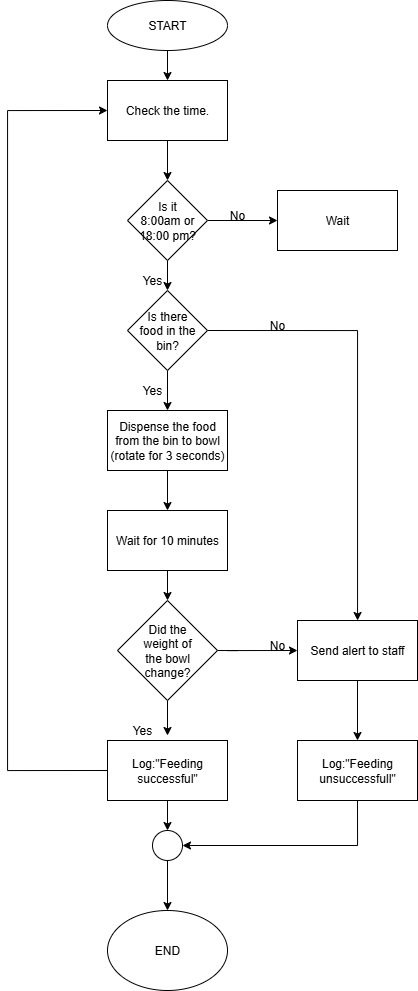 START
Check the time.
Is it
8:00am or
18:00 pm?
No
Wait
Yes
Is there
food in the
bin?
No
Yes
Dispense the food
from the bin to bowl
(rotate for 3 seconds)
Wait for 10 minutes
Did the
weight of
the bowl
change?
No
Send alert to staff
Yes
Log:"Feeding
successful"
Log:"Feeding
unsuccessfull"
END